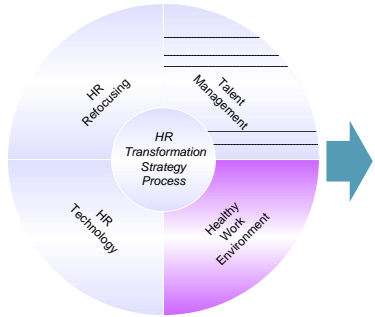 HR
Refocusing
Talent
Management
HR
Transformation
Strategy
Process
HR
Technology
Healthy
Work
Environment